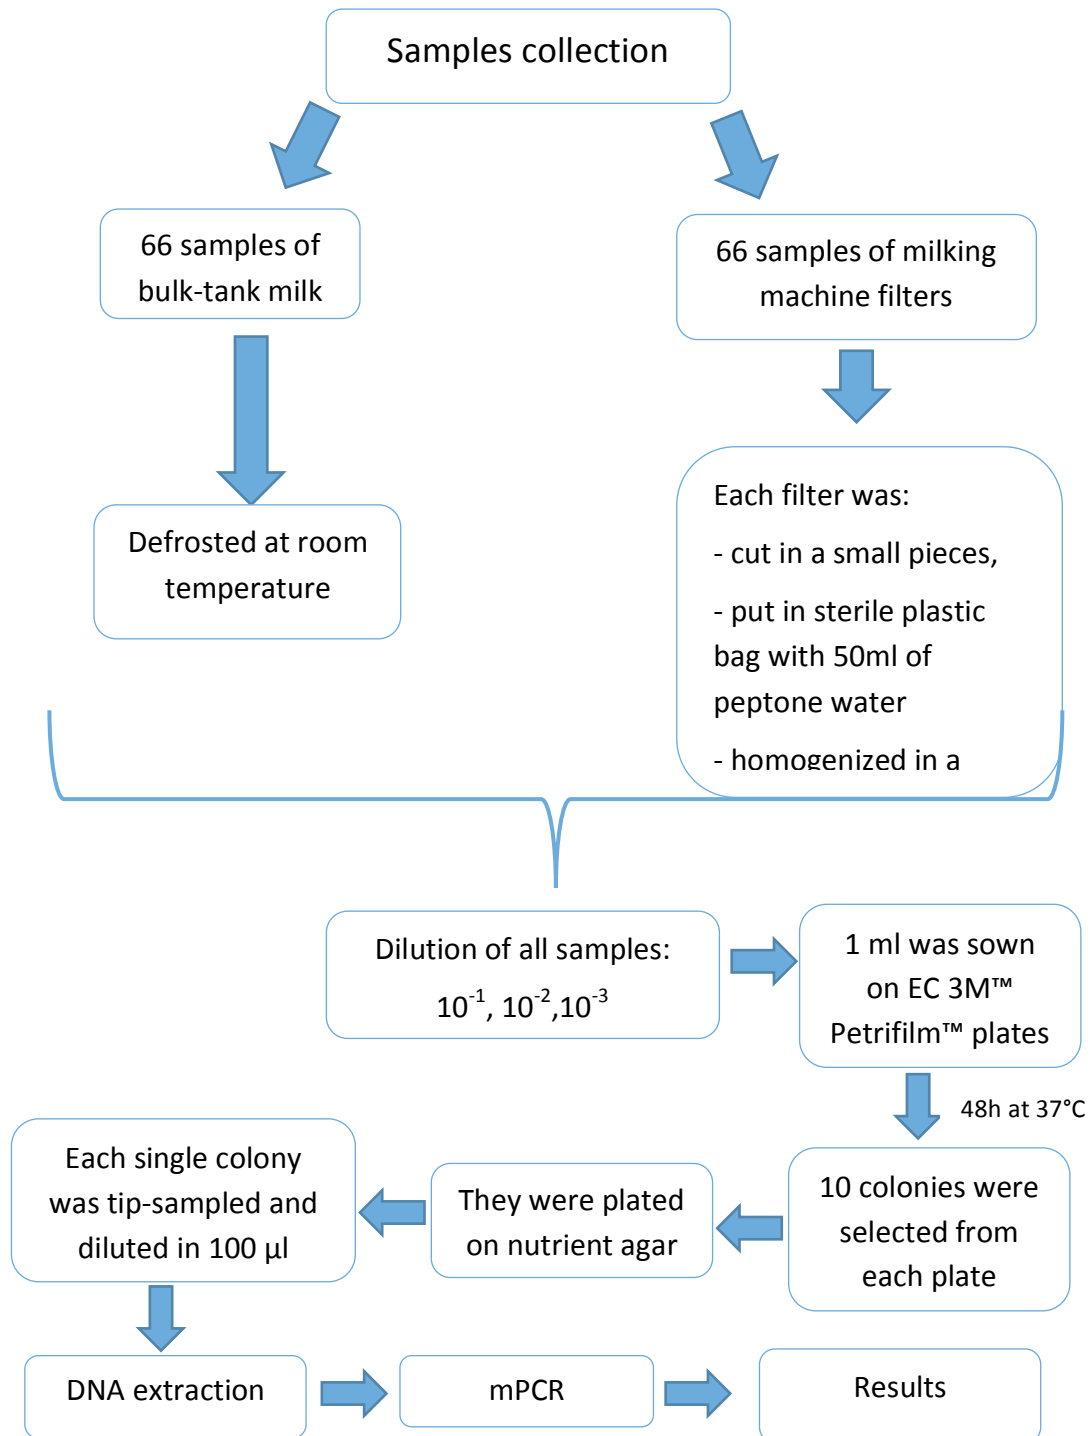 Samples collection
66 samples of
bulk-tank milk
66 samples of milking
machine filters
Defrosted at room
temperature
Each filter was:
- cut in a small pieces,
- put in sterile plastic
bag with 50ml of
peptone water
- homogenized in a
Dilution of all samples:
10⁻¹, 10⁻²,10⁻³
1 ml was sown
on EC 3M™
Petrifilm™ plates
48h at 37°C
10 colonies were
selected from
each plate
They were plated
on nutrient agar
Each single colony
was tip-sampled and
diluted in 100 µl
DNA extraction
mPCR
Results